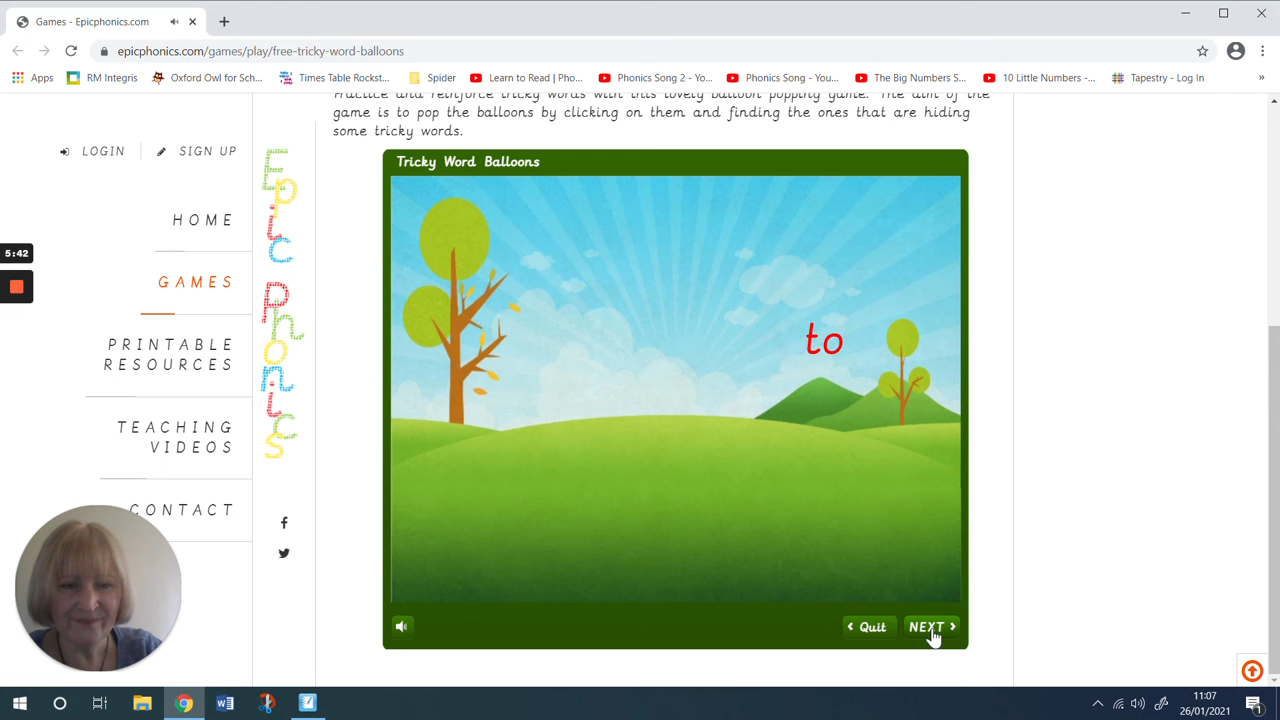 Games - Epicphonics.com
epicphonics.com/games/play/free-tricky-word-balloons
Apps RM Integris Oxford Owl for Sch... Times Table Rockst... Spider Learn to Read | Pho... Phonics Song 2 - Yo... Phonics Song - You... The Big Numbers S... 10 Little Numbers -... Tapestry - Log In »
Practice and reinforce tricky words with this lovely balloon popping game. The aim of the
game is to pop the balloons by clicking on them and finding the ones that are hiding
some tricky words.
LOGIN SIGN UP
HOME
GAMES
PRINTABLE
RESOURCES
TEACHING
VIDEOS
CONTACT
Epic Phonics
5:42
Tricky Word Balloons
to
Quit NEXT
11:07
26/01/2021
1